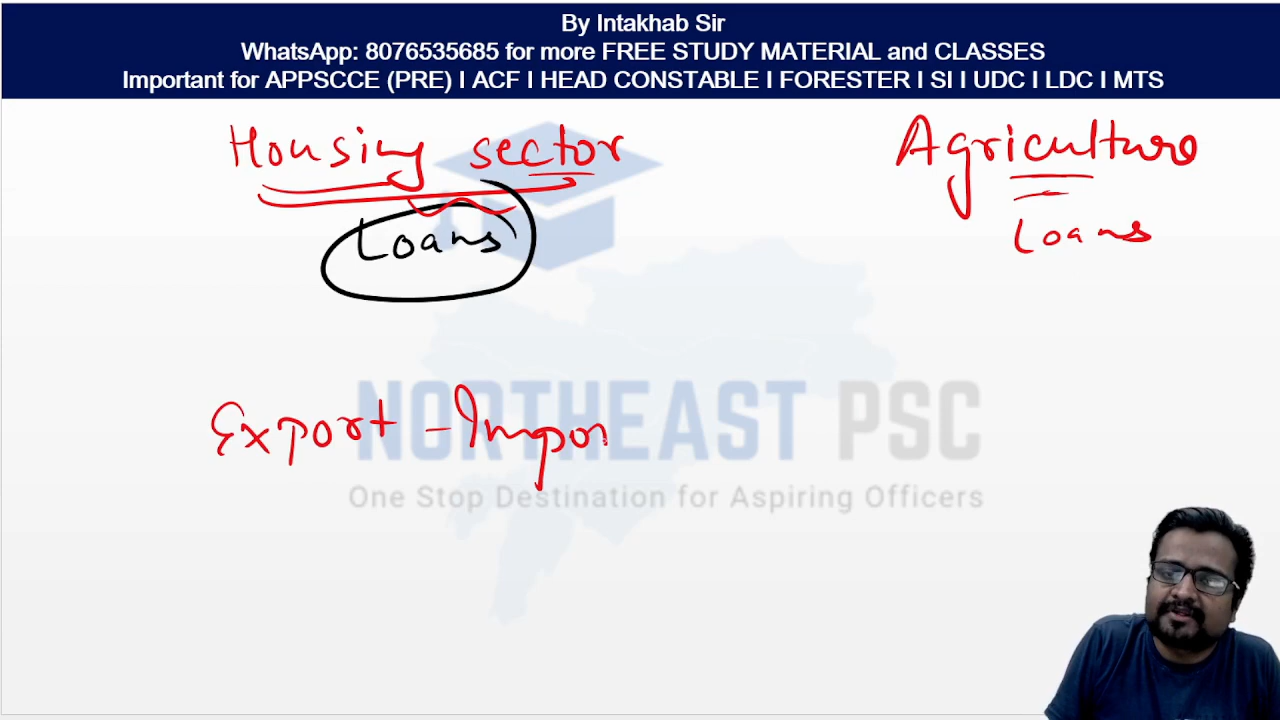 By Intakhab Sir
WhatsApp: 8076535685 for more FREE STUDY MATERIAL and CLASSES
Important for APPSCCE (PRE) I ACF I HEAD CONSTABLE I FORESTER I SI I UDC I LDC I MTS
Housing sector
Loans
Agriculture
Loans
Export - Impor
NORTHEAST PSC
One Stop Destination for Aspiring Officers